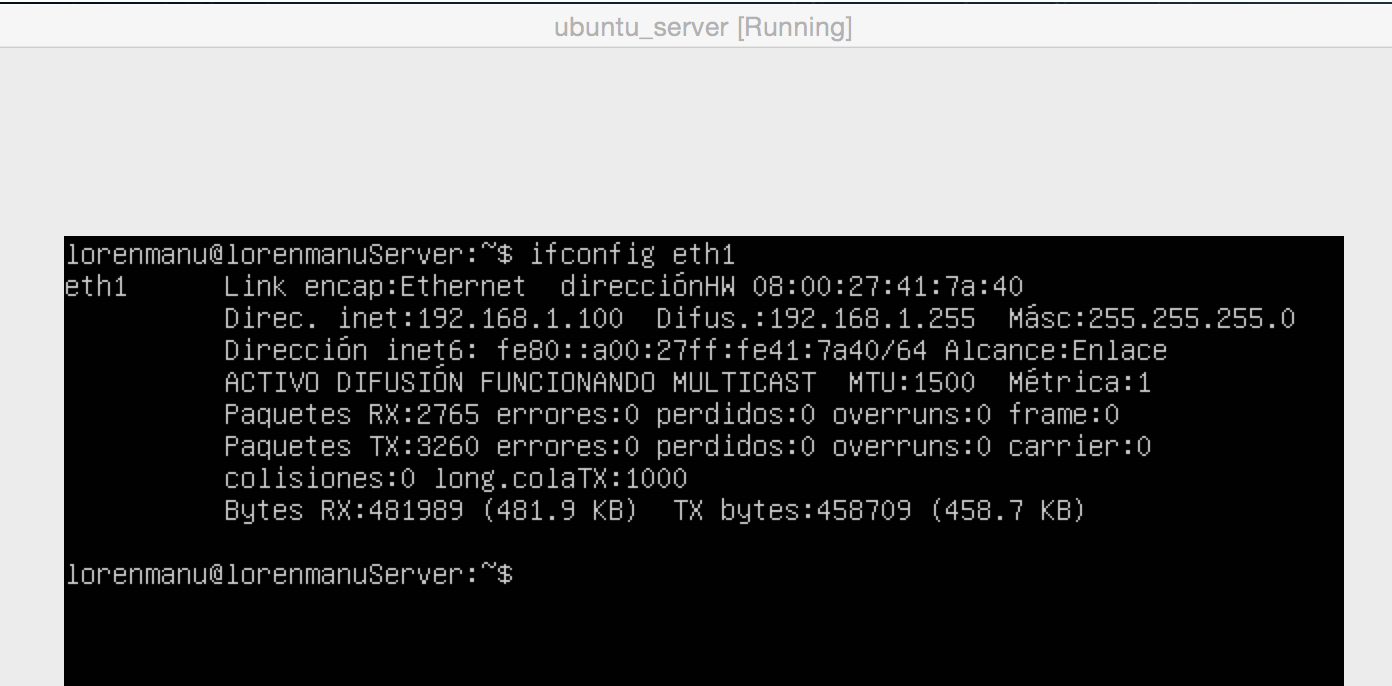 ubuntu_server [Running]
lorenmanu@lorenmanuServer:~$ ifconfig eth1
eth1      Link encap:Ethernet  direcciónHW 08:00:27:41:7a:40
          Direc. inet:192.168.1.100  Difus.:192.168.1.255  Másc:255.255.255.0
          Dirección inet6: fe80::a00:27ff:fe41:7a40/64 Alcance:Enlace
          ACTIVO DIFUSIÓN FUNCIONANDO MULTICAST  MTU:1500  Métrica:1
          Paquetes RX:2765 errores:0 perdidos:0 overruns:0 frame:0
          Paquetes TX:3260 errores:0 perdidos:0 overruns:0 carrier:0
          colisiones:0 long.colaTX:1000
          Bytes RX:481989 (481.9 KB)  TX bytes:458709 (458.7 KB)
lorenmanu@lorenmanuServer:~$